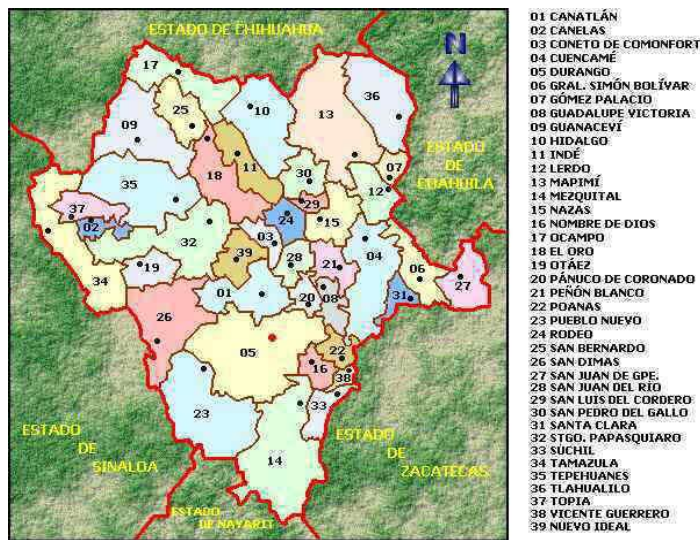 ESTADO DE CHIHUAHUA
N
17
10
36
25
13
09
07
ESTADO
DE
COAHUILA
11
30
12
18
35
29
37
24
15
02
32
03
04
39
28
19
21
06
27
34
01
20
08
31
26
05
22
16
38
23
33
ESTADO
DE
SINALOA
ESTADO
DE
ZACATECAS
14
ESTADO
DE NAYARIT
01 CANATLÁN
02 CANELAS
03 CONETO DE COMONFORT
04 CUENCAMÉ
05 DURANGO
06 GRAL. SIMÓN BOLÍVAR
07 GÓMEZ PALACIO
08 GUADALUPE VICTORIA
09 GUANACEVÍ
10 HIDALGO
11 INDÉ
12 LERDO
13 MAPIMÍ
14 MEZQUITAL
15 NAZAS
16 NOMBRE DE DIOS
17 OCAMPO
18 EL ORO
19 OTÁEZ
20 PÁNUCO DE CORONADO
21 PEÑÓN BLANCO
22 POANAS
23 PUEBLO NUEVO
24 RODEO
25 SAN BERNARDO
26 SAN DIMAS
27 SAN JUAN DE GPE.
28 SAN JUAN DEL RÍO
29 SAN LUIS DEL CORDERO
30 SAN PEDRO DEL GALLO
31 SANTA CLARA
32 STGO. PAPASQUIARO
33 SÚCHIL
34 TAMAZULA
35 TEPEHUANES
36 TLAHUALILO
37 TOPIA
38 VICENTE GUERRERO
39 NUEVO IDEAL